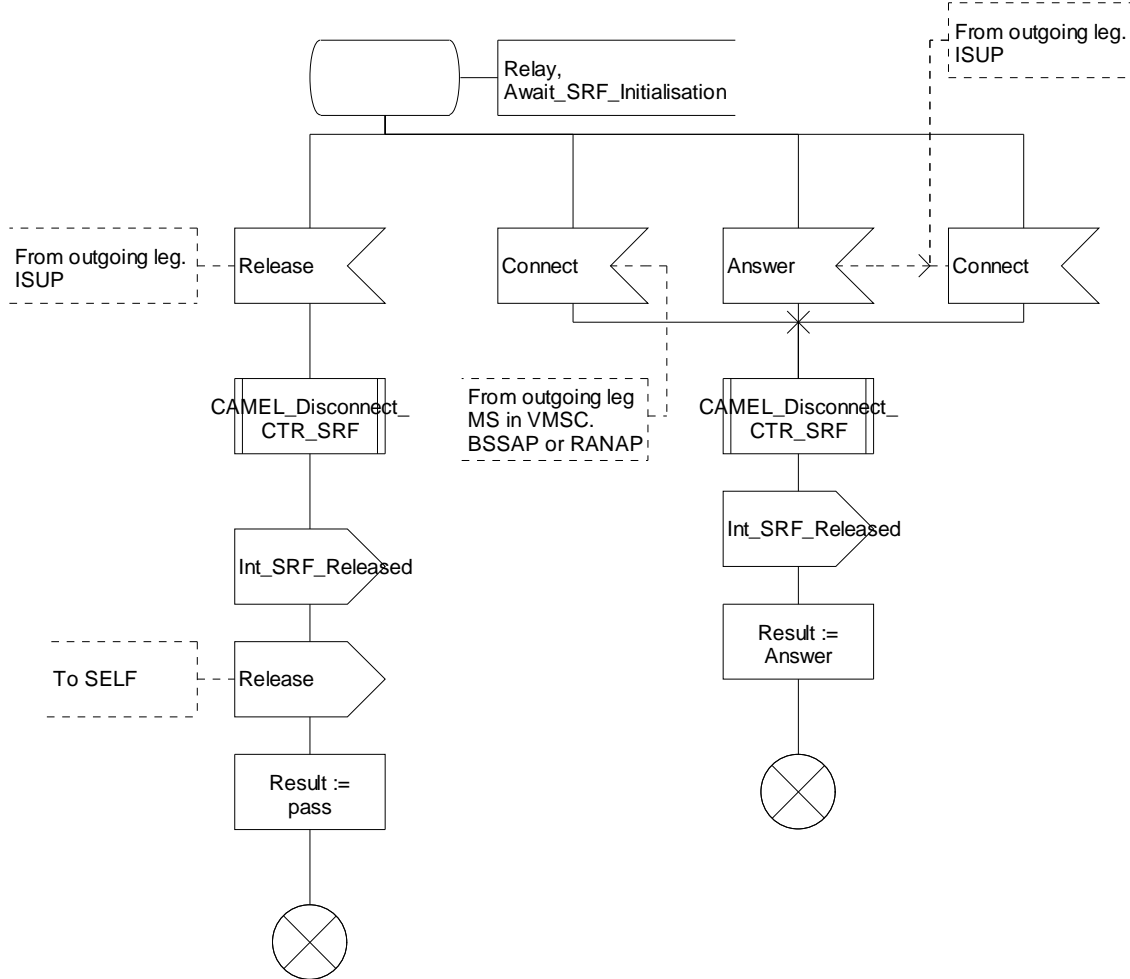 From outgoing leg.
ISUP
Relay,
Await_SRF_Initialisation
From outgoing leg.
ISUP
Release
Connect
Answer
Connect
CAMEL_Disconnect_
CTR_SRF
From outgoing leg
MS in VMSC.
BSSAP or RANAP
CAMEL_Disconnect_
CTR_SRF
Int_SRF_Released
Int_SRF_Released
Result :=
Answer
To SELF
Release
Result :=
pass